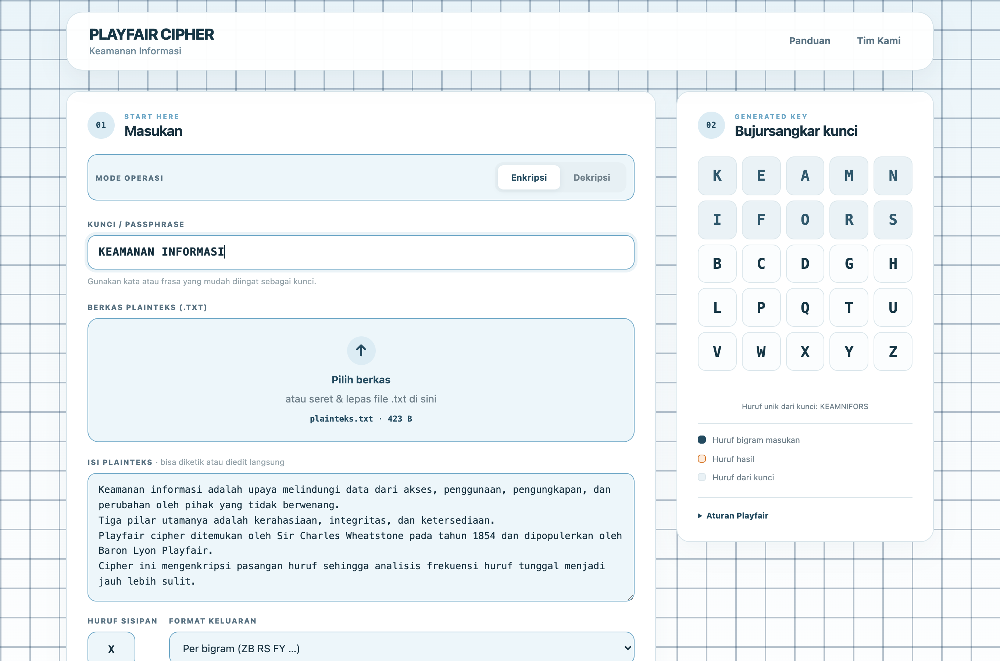 PLAYFAIR CIPHER
Keamanan Informasi
Panduan
Tim Kami
01
START HERE
Masukan
MODE OPERASI
Enkripsi
Dekripsi
KUNCI / PASSPHRASE
KEAMANAN INFORMASI
Gunakan kata atau frasa yang mudah diingat sebagai kunci.
BERKAS PLAINTEKS (.TXT)
Pilih berkas
atau seret & lepas file .txt di sini
plainteks.txt · 423 B
ISI PLAINTEKS · bisa diketik atau diedit langsung
Keamanan informasi adalah upaya melindungi data dari akses, penggunaan, pengungkapan, dan
perubahan oleh pihak yang tidak berwenang.
Tiga pilar utamanya adalah kerahasiaan, integritas, dan ketersediaan.
Playfair cipher ditemukan oleh Sir Charles Wheatstone pada tahun 1854 dan dipopulerkan oleh
Baron Lyon Playfair.
Cipher ini mengenkripsi pasangan huruf sehingga analisis frekuensi huruf tunggal menjadi
jauh lebih sulit.
HURUF SISIPAN
FORMAT KELUARAN
X
Per bigram (ZB RS FY ...)
02
GENERATED KEY
Bujursangkar kunci
K E A M N
I F O R S
B C D G H
L P Q T U
V W X Y Z
Huruf unik dari kunci: KEAMNIFORS
Huruf bigram masukan
Huruf hasil
Huruf dari kunci
Aturan Playfair